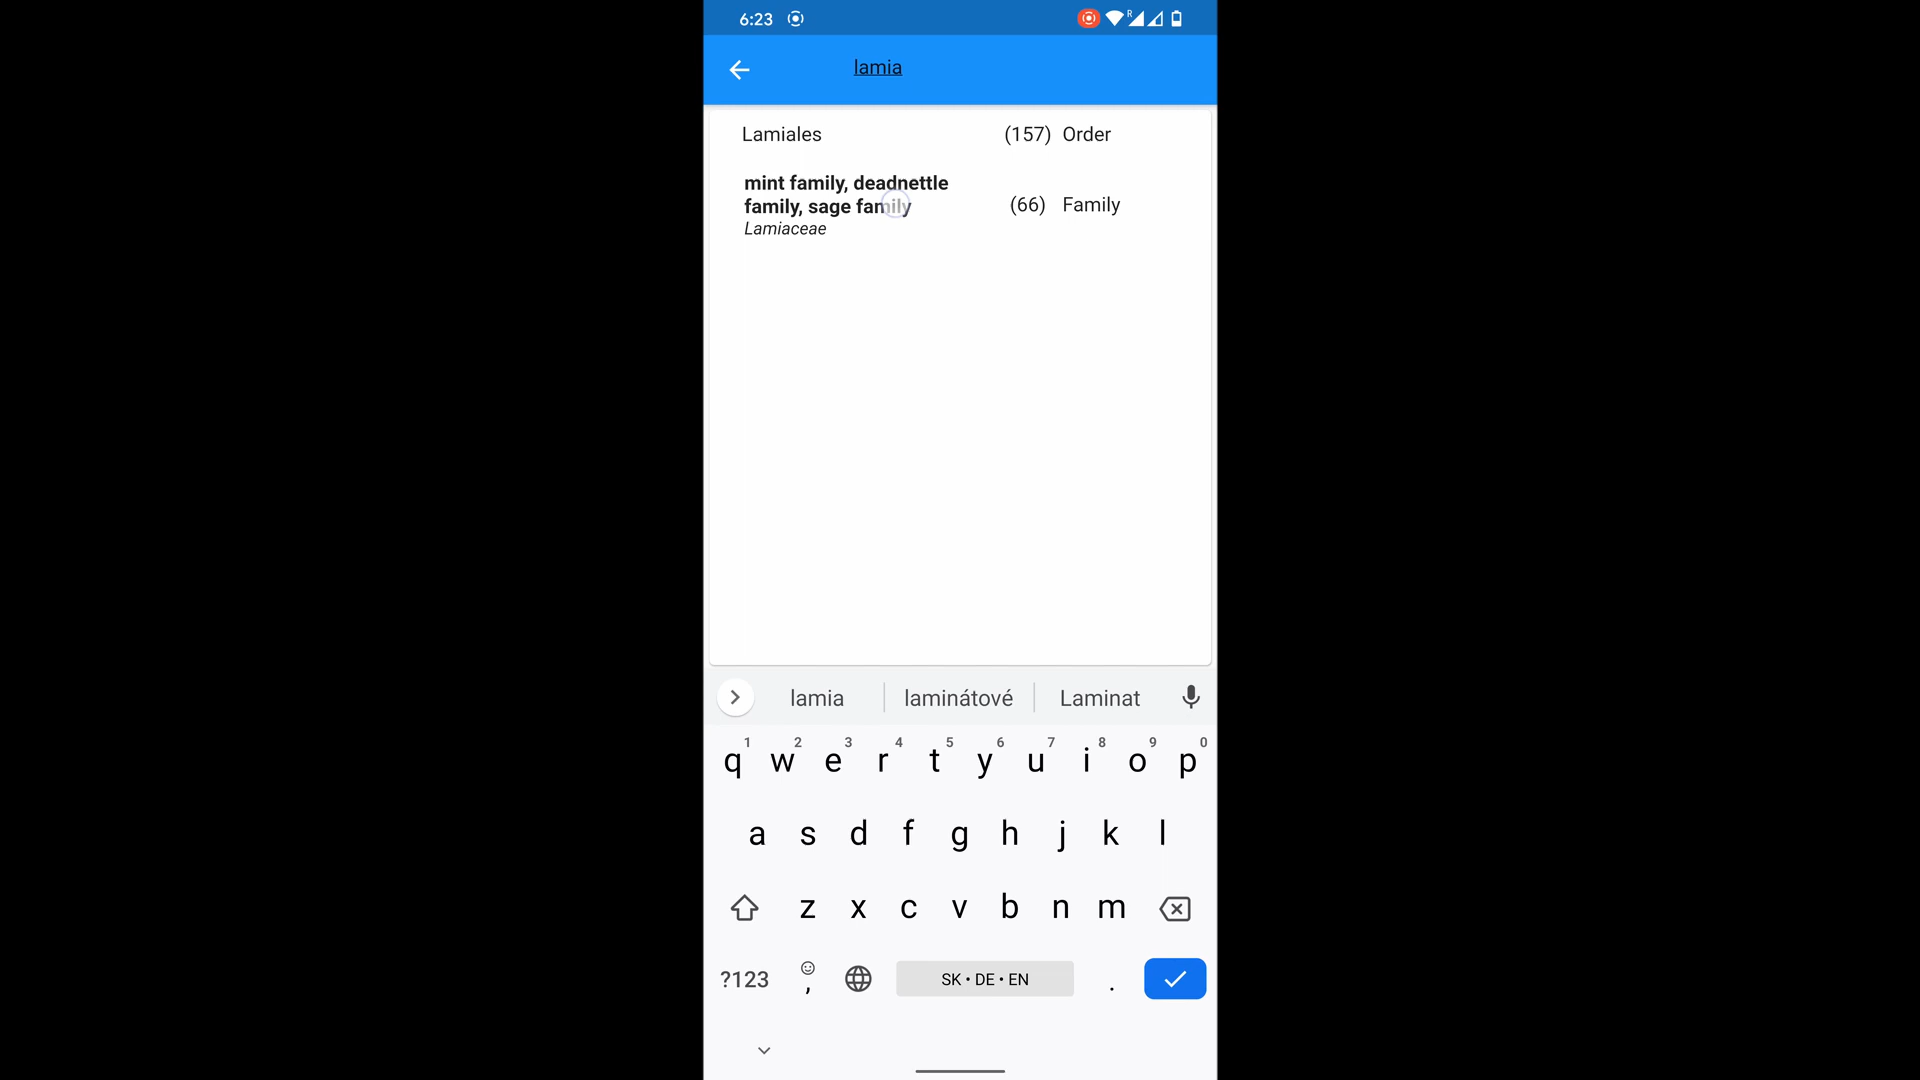 6:23
R
lamia
Lamiales (157) Order
mint family, deadnettle
family, sage family (66) Family
Lamiaceae
lamia laminátové Laminat
1 2 3 4 5 6 7 8 9 0
q w e r t y u i o p
a s d f g h j k l
z x c v b n m
?123 , SK • DE • EN .